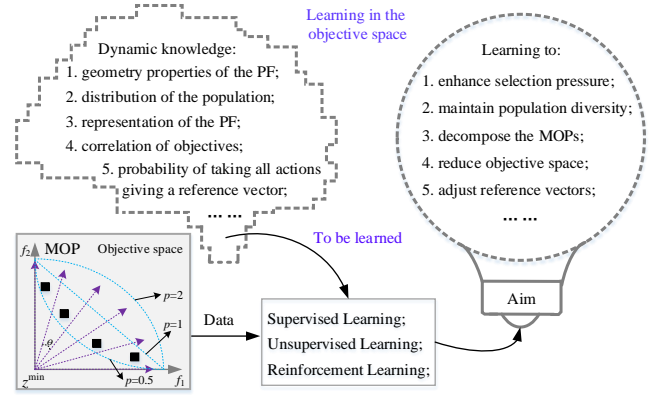 Learning in the
objective space
Dynamic knowledge:
1. geometry properties of the PF;
2. distribution of the population;
3. representation of the PF;
4. correlation of objectives;
5. probability of taking all actions
giving a reference vector;
... ...
Learning to:
1. enhance selection pressure;
2. maintain population diversity;
3. decompose the MOPs;
4. reduce objective space;
5. adjust reference vectors;
... ...
To be learned
f2 MOP Objective space
p=2
p=1
θ
p=0.5
z^min
f1
Data
Supervised Learning;
Unsupervised Learning;
Reinforcement Learning;
Aim